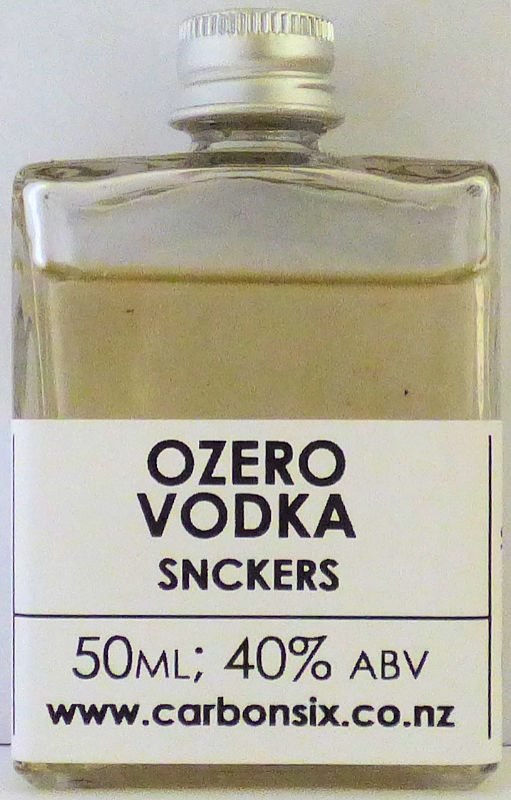 OZERO
VODKA
SNCKERS
50ML; 40% ABV
www.carbonsix.co.nz